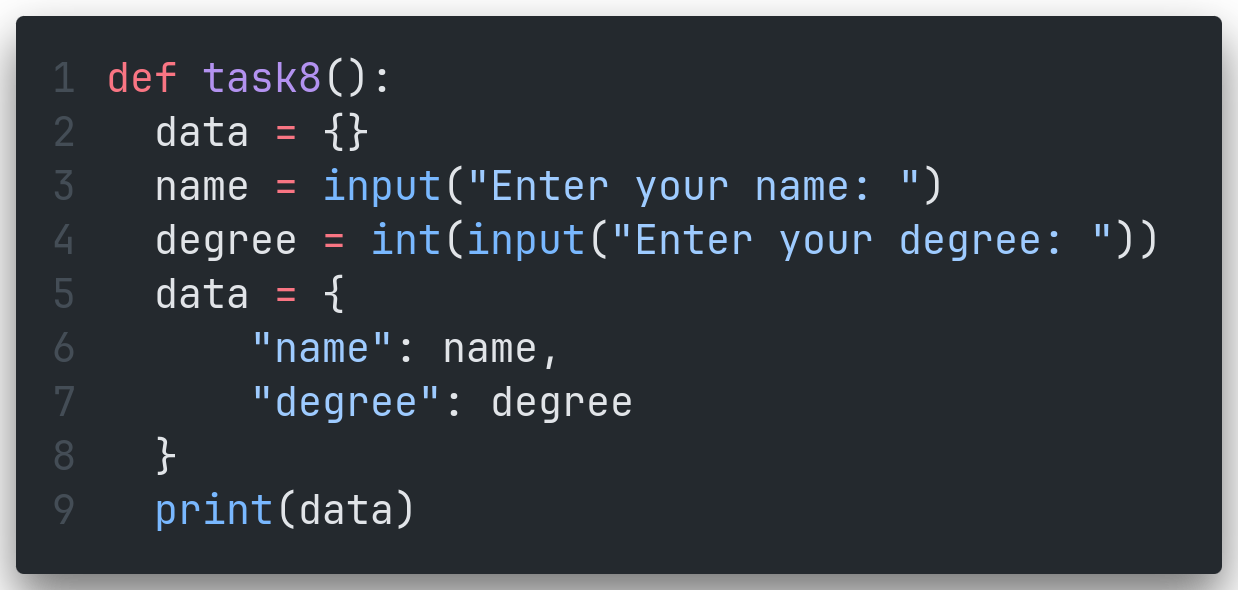 1 def task8():
2   data = {}
3   name = input("Enter your name: ")
4   degree = int(input("Enter your degree: "))
5   data = {
6       "name": name,
7       "degree": degree
8   }
9   print(data)